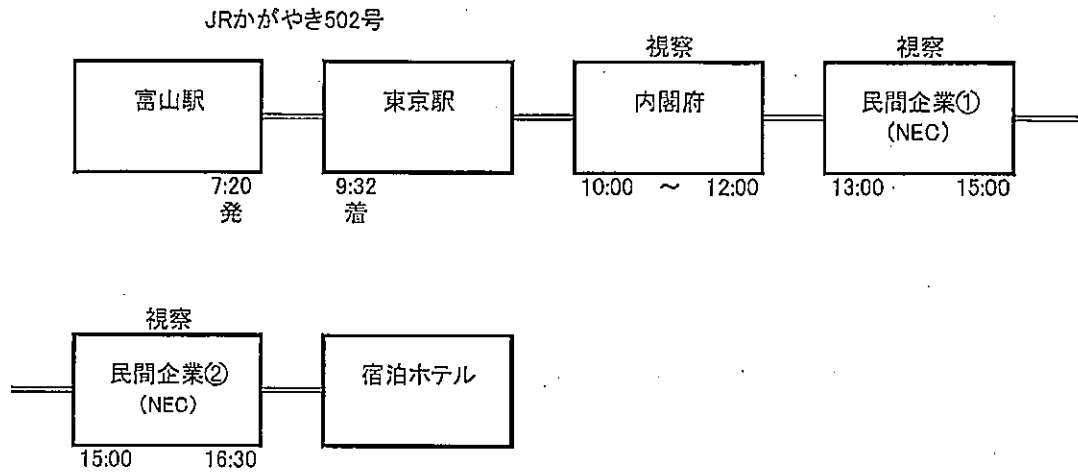 JRかがやき502号
視察 視察
富山駅 東京駅 内閣府 民間企業①
(NEC)
7:20 9:32 10:00 ～ 12:00 13:00 15:00
発 着
視察
民間企業② 宿泊ホテル
(NEC)
15:00 16:30